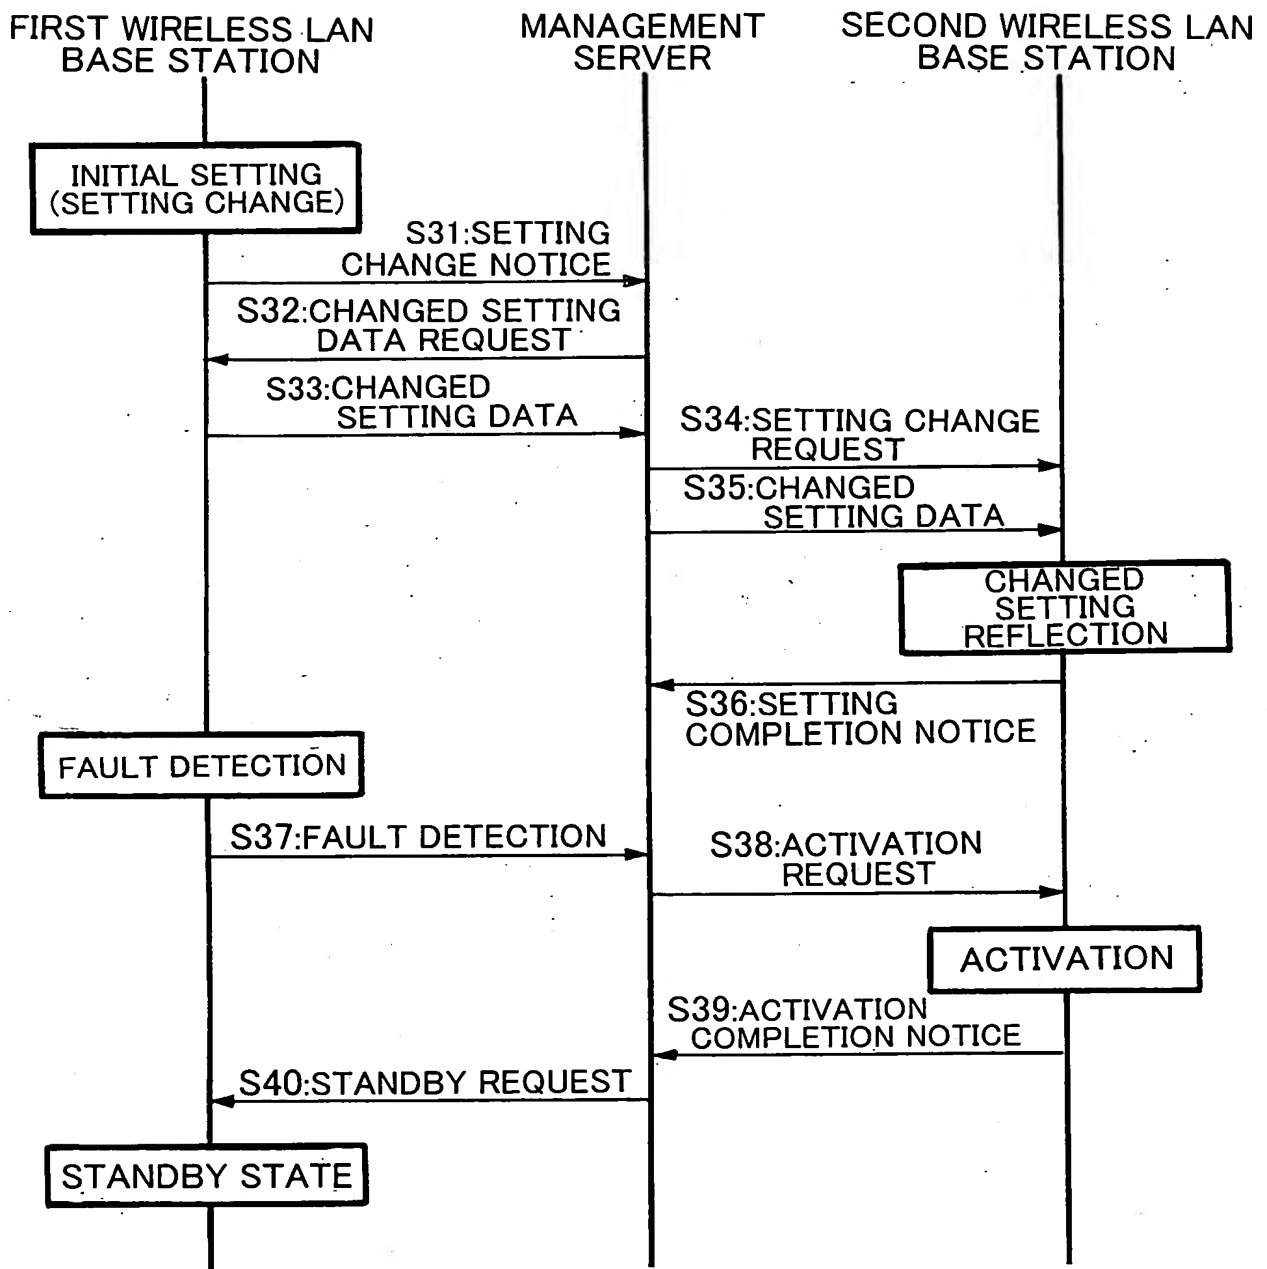 FIRST WIRELESS LAN
BASE STATION
MANAGEMENT
SERVER
SECOND WIRELESS LAN
BASE STATION
INITIAL SETTING
(SETTING CHANGE)
S31:SETTING
CHANGE NOTICE
S32:CHANGED SETTING
DATA REQUEST
S33:CHANGED
SETTING DATA
S34:SETTING CHANGE
REQUEST
S35:CHANGED
SETTING DATA
CHANGED
SETTING
REFLECTION
S36:SETTING
COMPLETION NOTICE
FAULT DETECTION
S37:FAULT DETECTION
S38:ACTIVATION
REQUEST
ACTIVATION
S39:ACTIVATION
COMPLETION NOTICE
S40:STANDBY REQUEST
STANDBY STATE